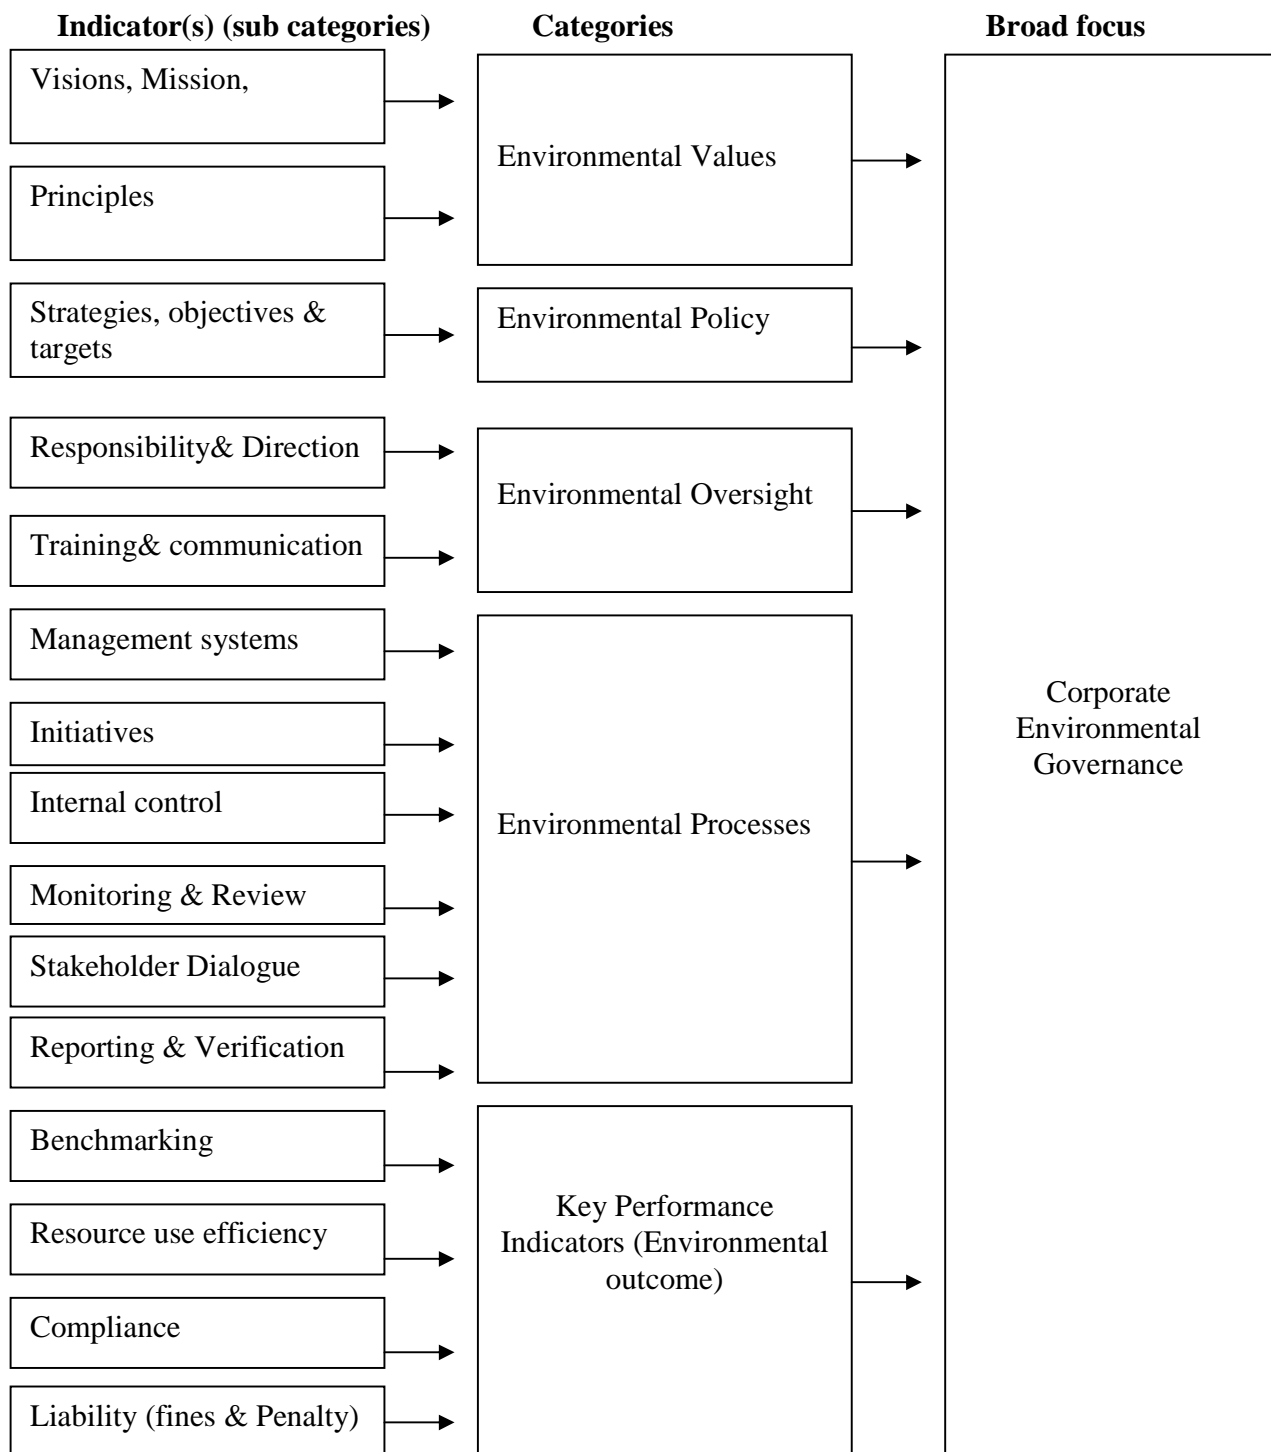 Indicator(s) (sub categories)
Categories
Broad focus
Visions, Mission,
Principles
Strategies, objectives &
targets
Responsibility& Direction
Training& communication
Management systems
Initiatives
Internal control
Monitoring & Review
Stakeholder Dialogue
Reporting & Verification
Benchmarking
Resource use efficiency
Compliance
Liability (fines & Penalty)
Environmental Values
Environmental Policy
Environmental Oversight
Environmental Processes
Key Performance
Indicators (Environmental
outcome)
Corporate
Environmental
Governance